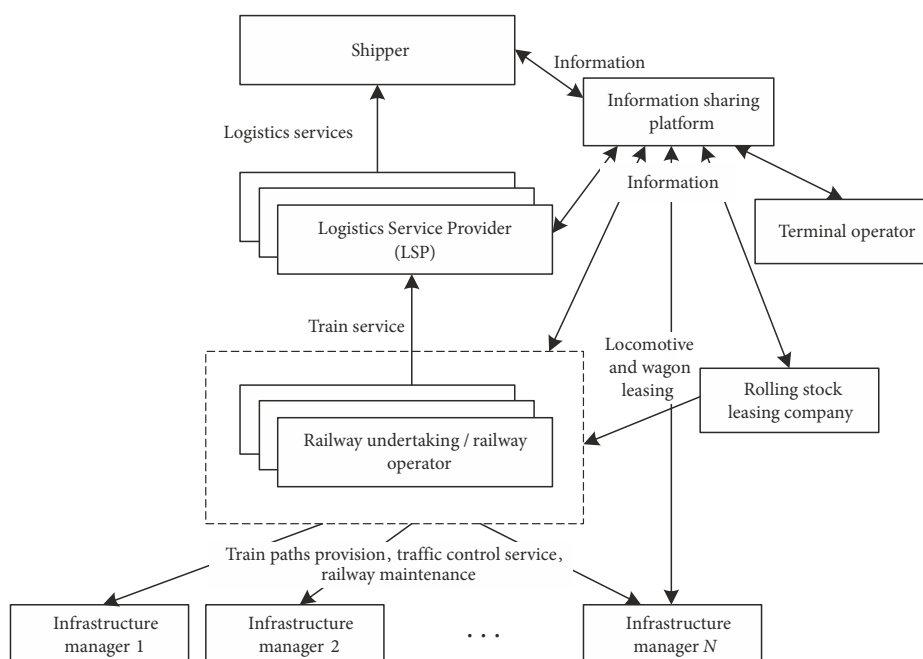 Shipper
Information
Information sharing
platform
Logistics services
Information
Logistics Service Provider
(LSP)
Terminal operator
Train service
Locomotive
and wagon
leasing
Rolling stock
leasing company
Railway undertaking / railway
operator
Train paths provision, traffic control service,
railway maintenance
Infrastructure
manager 1
Infrastructure
manager 2
. . .
Infrastructure
manager N